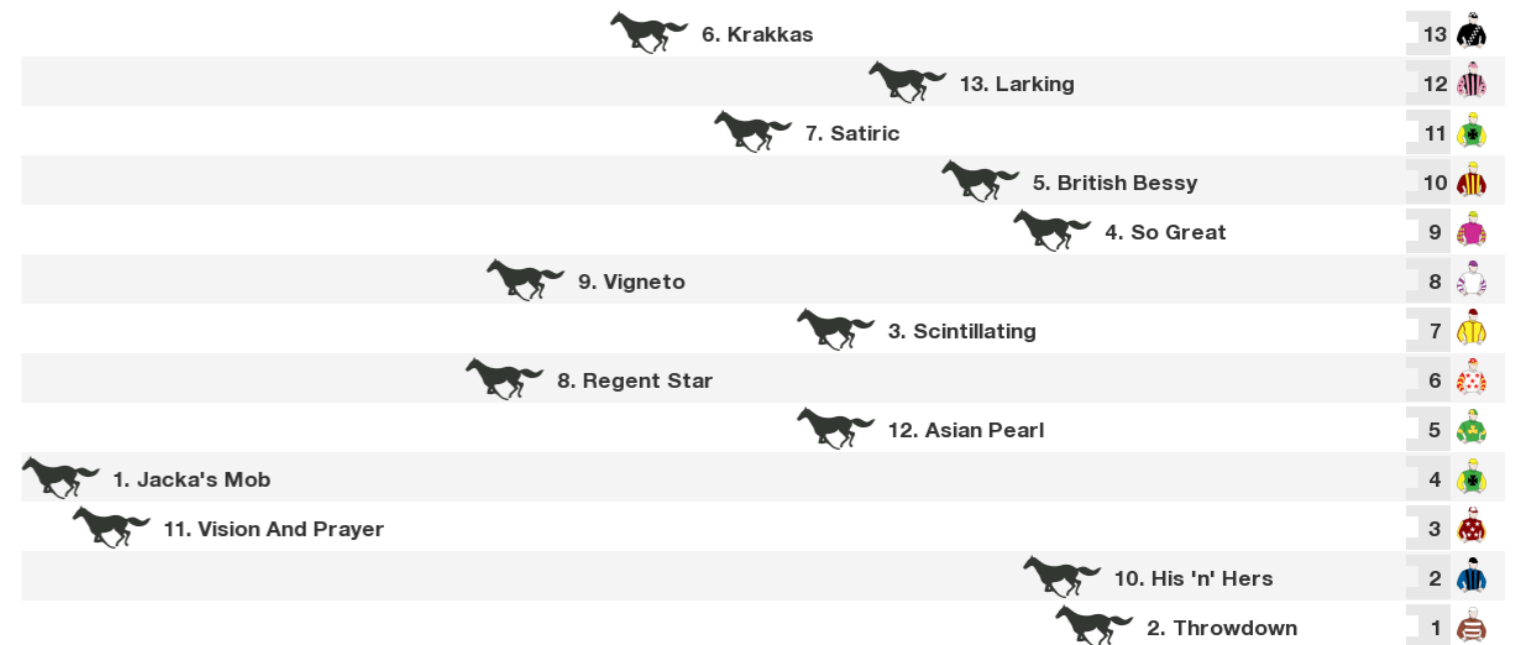 6. Krakkas 13
13. Larking 12
7. Satiric 11
5. British Bessy 10
4. So Great 9
9. Vigneto 8
3. Scintillating 7
8. Regent Star 6
12. Asian Pearl 5
1. Jacka's Mob 4
11. Vision And Prayer 3
10. His 'n' Hers 2
2. Throwdown 1